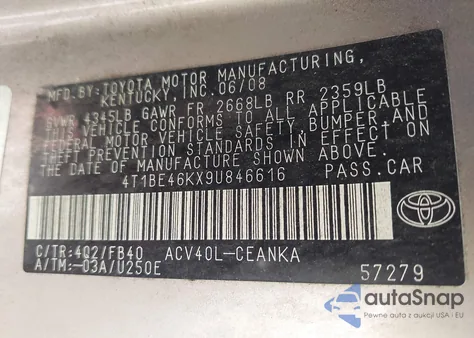 MFD.BY:TOYOTA MOTOR MANUFACTURING,
KENTUCKY, INC.06/08
GVWR 4345LB GAWR FR 2668LB RR 2359LB
THIS VEHICLE CONFORMS TO ALL APPLICABLE
FEDERAL MOTOR VEHICLE SAFETY, BUMPER, AND
THEFT PREVENTION STANDARDS IN EFFECT ON
THE DATE OF MANUFACTURE SHOWN ABOVE.
4T1BE46KX9U846616 PASS.CAR
C/TR:4Q2/FB40 ACV40L-CEANKA
A/TM:-03A/U250E 57279
TOYOTA
autaSnap
Pewne auto z aukcji USA i EU